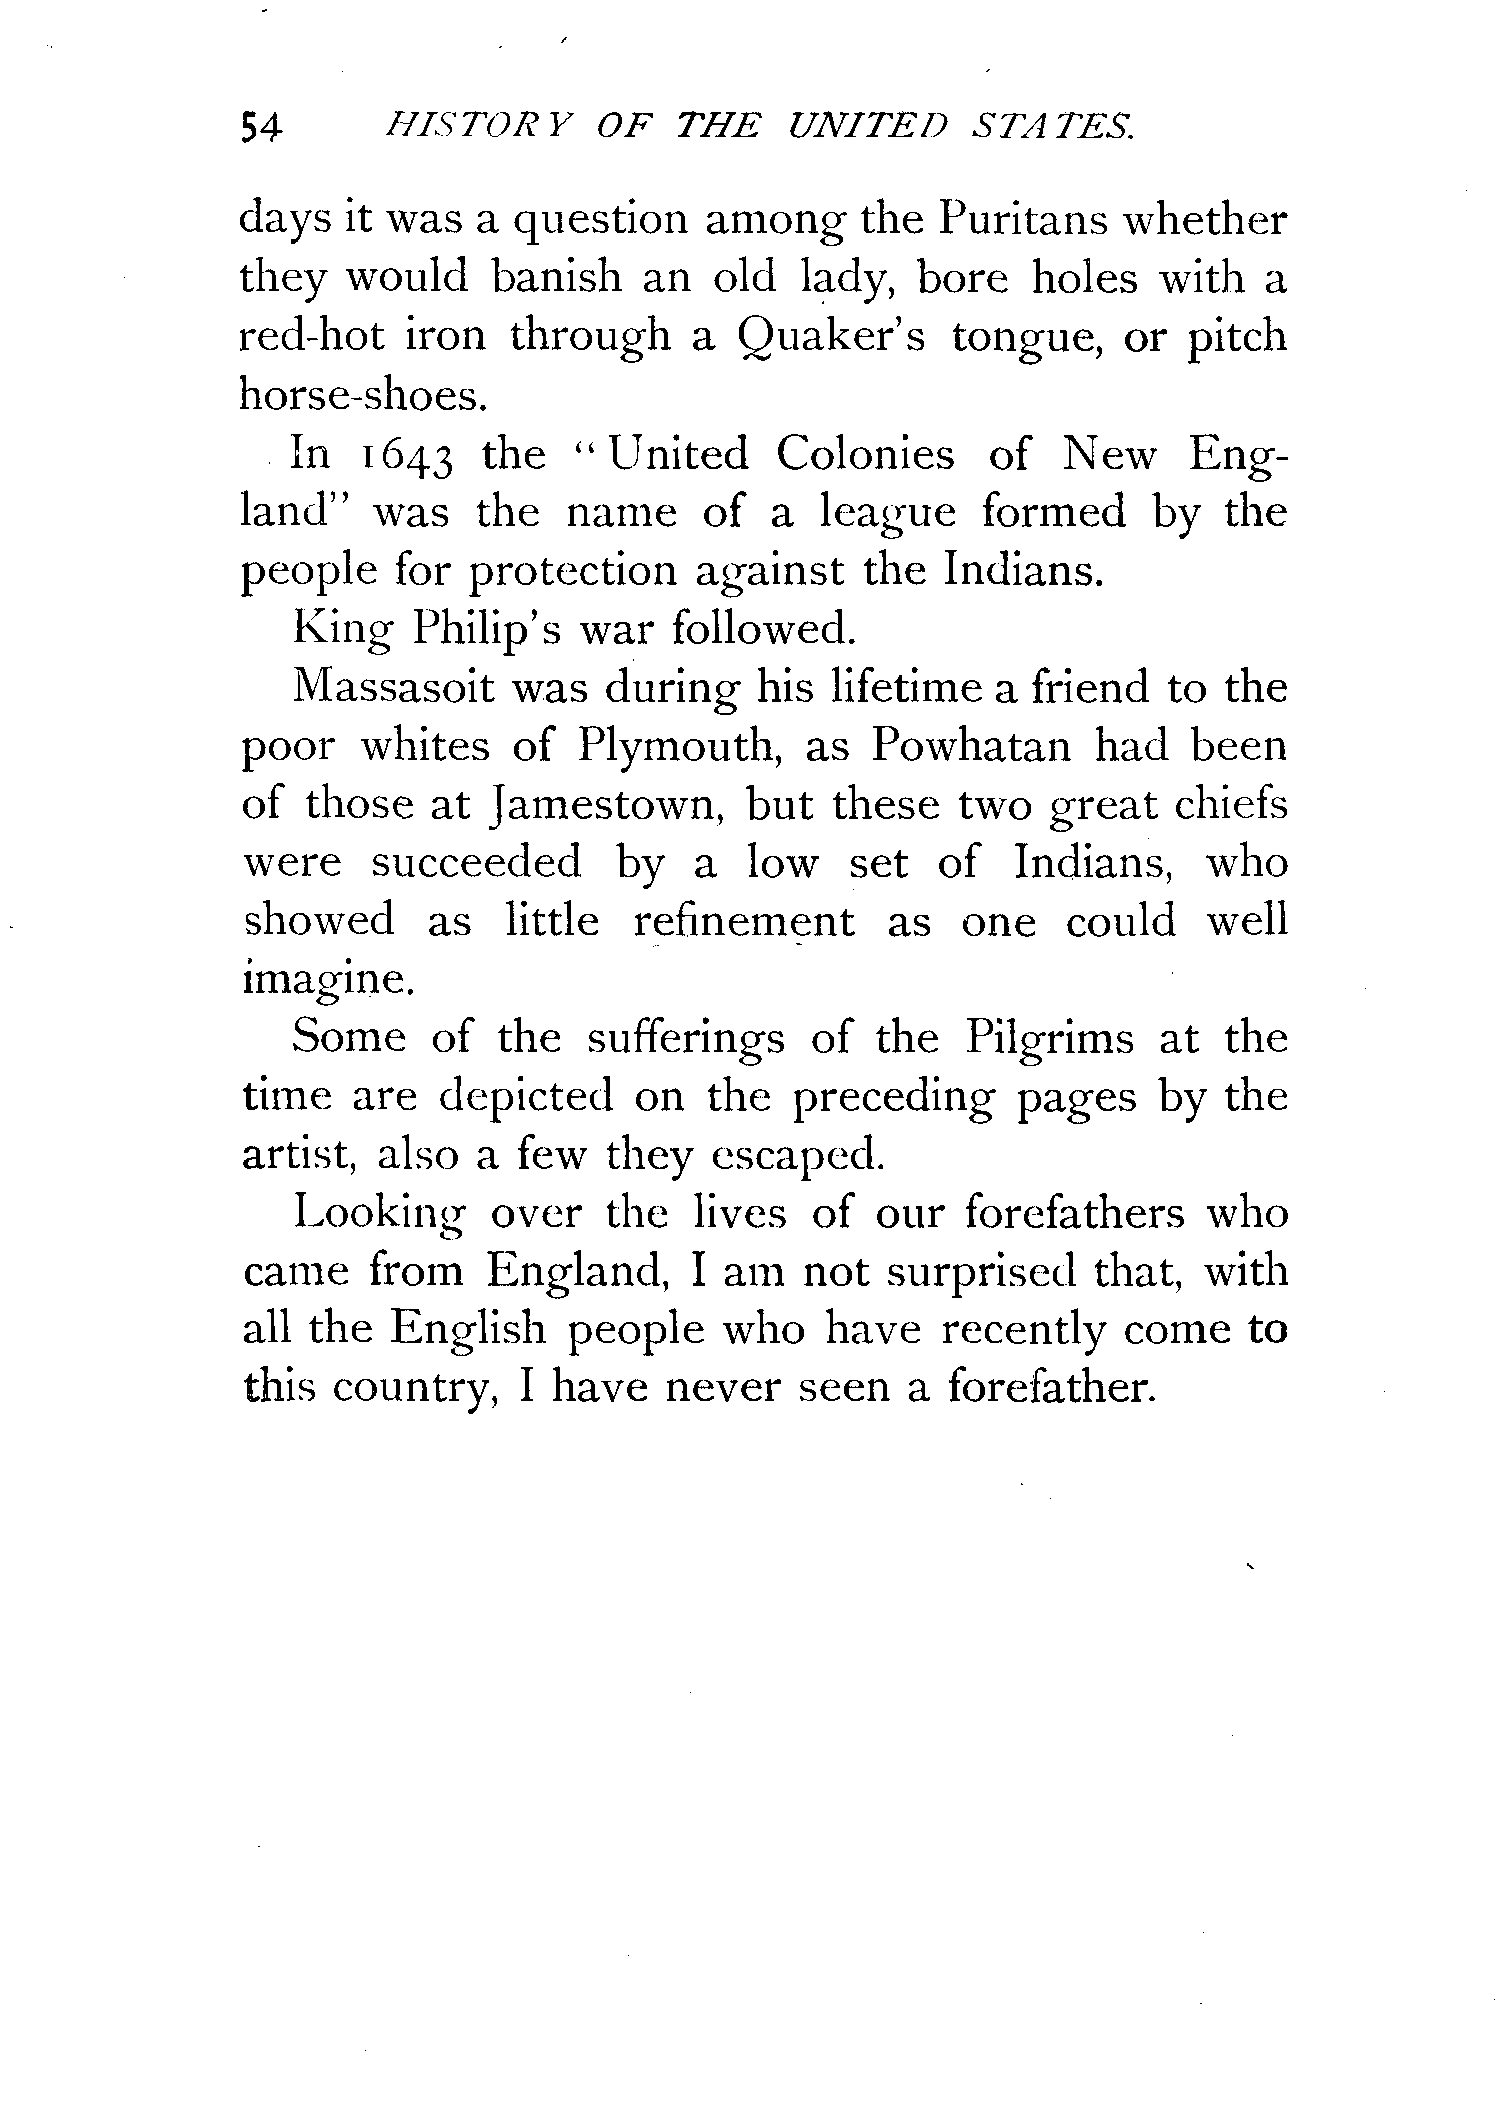 54 HISTORY OF THE UNITED STATES.
days it was a question among the Puritans whether
they would banish an old lady, bore holes with a
red-hot iron through a Quaker's tongue, or pitch
horse-shoes.
In 1643 the "United Colonies of New Eng-
land" was the name of a league formed by the
people for protection against the Indians.
King Philip's war followed.
Massasoit was during his lifetime a friend to the
poor whites of Plymouth, as Powhatan had been
of those at Jamestown, but these two great chiefs
were succeeded by a low set of Indians, who
showed as little refinement as one could well
imagine.
Some of the sufferings of the Pilgrims at the
time are depicted on the preceding pages by the
artist, also a few they escaped.
Looking over the lives of our forefathers who
came from England, I am not surprised that, with
all the English people who have recently come to
this country, I have never seen a forefather.